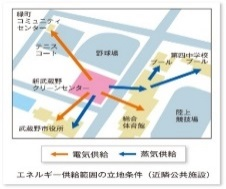 緑町
コミュニティ
センター
テニス
コート
野球場
第四中学校
プール
プール
新武蔵野
クリーンセンター
武蔵野市役所
総合
体育館
陸上
競技場
電気供給
蒸気供給
エネルギー供給範囲の立地条件（近隣公共施設）